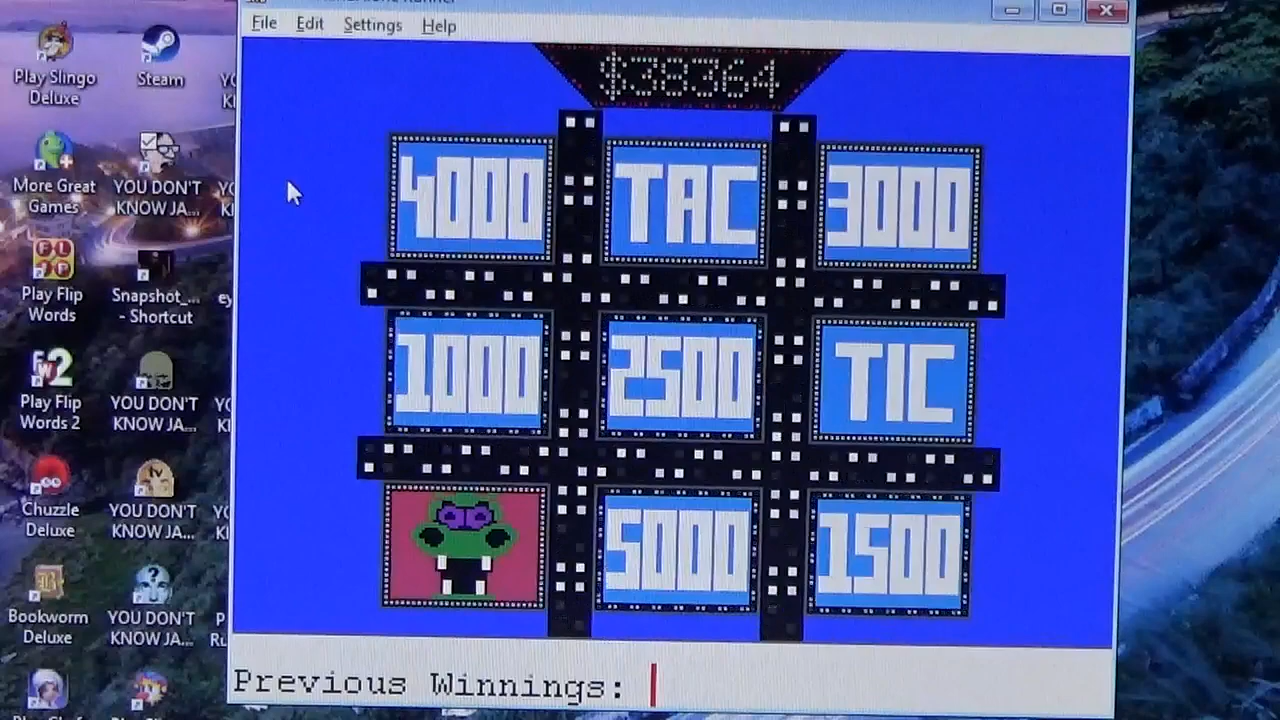 File Edit Settings Help
$38364
4000 TAC 3000
1000 2500 TIC
5000 1500
Previous Winnings:
Play Slingo
Deluxe
Steam
More Great
Games
YOU DON'T
KNOW JA...
Play Flip
Words
Snapshot_...
- Shortcut
Play Flip
Words 2
YOU DON'T
KNOW JA...
Chuzzle
Deluxe
YOU DON'T
KNOW JA...
Bookworm
Deluxe
YOU DON'T
KNOW JA...